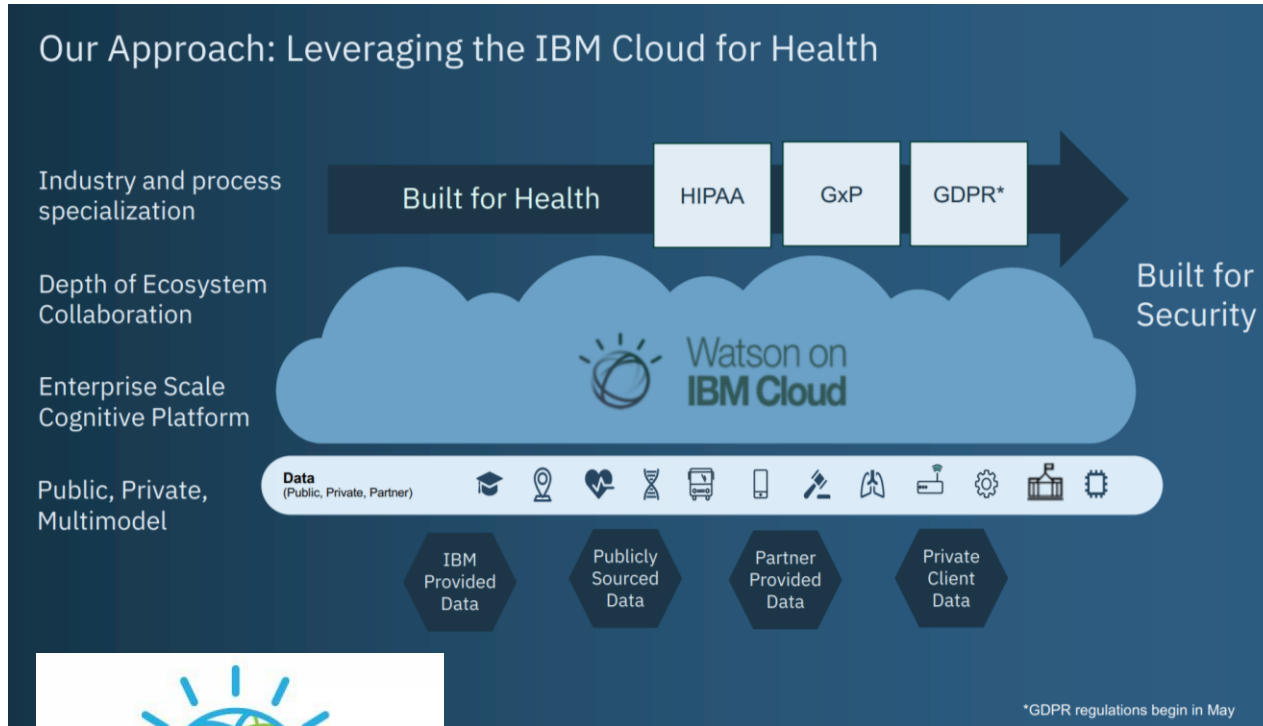 Our Approach: Leveraging the IBM Cloud for Health
Industry and process
specialization
Built for Health
HIPAA
GxP
GDPR*
Depth of Ecosystem
Collaboration
Built for
Security
Watson on
IBM Cloud
Enterprise Scale
Cognitive Platform
Public, Private,
Multimodel
Data
(Public, Private, Partner)
IBM
Provided
Data
Publicly
Sourced
Data
Partner
Provided
Data
Private
Client
Data
*GDPR regulations begin in May